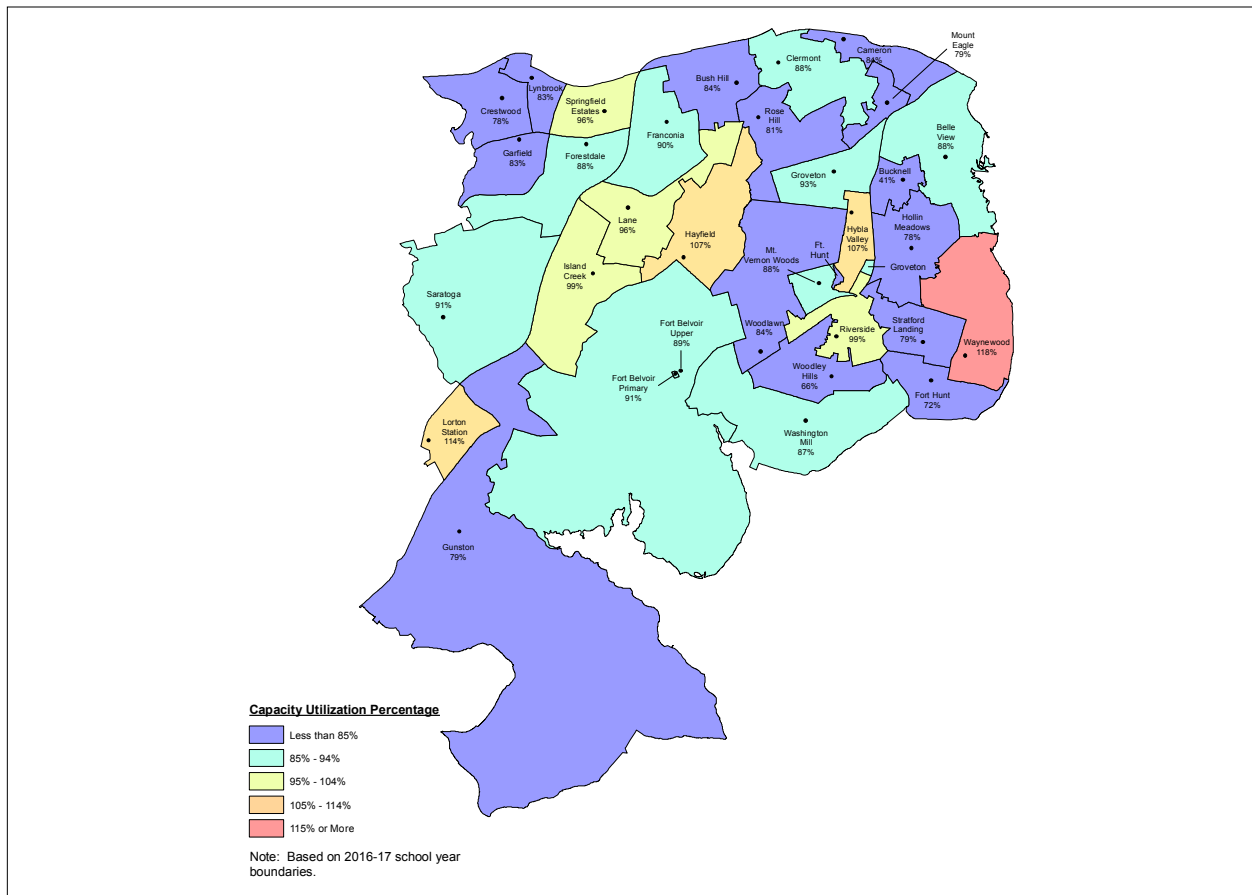 Mount
Eagle
79%
Cameron
84%
Clermont
88%
Bush Hill
84%
Lynbrook
83%
Crestwood
78%
Springfield
Estates
96%
Rose
Hill
81%
Franconia
90%
Belle
View
88%
Garfield
83%
Forestdale
88%
Groveton
93%
Bucknell
41%
Lane
96%
Hollin
Meadows
78%
Hayfield
107%
Hybla
Valley
107%
Ft.
Hunt
Mt.
Vernon Woods
88%
Groveton
Island
Creek
99%
Saratoga
91%
Fort Belvoir
Upper
89%
Woodlawn
84%
Riverside
99%
Stratford
Landing
79%
Waynewood
118%
Fort Belvoir
Primary
91%
Woodley
Hills
66%
Fort Hunt
72%
Lorton
Station
114%
Washington
Mill
87%
Gunston
79%
Capacity Utilization Percentage
Less than 85%
85% - 94%
95% - 104%
105% - 114%
115% or More
Note: Based on 2016-17 school year
boundaries.